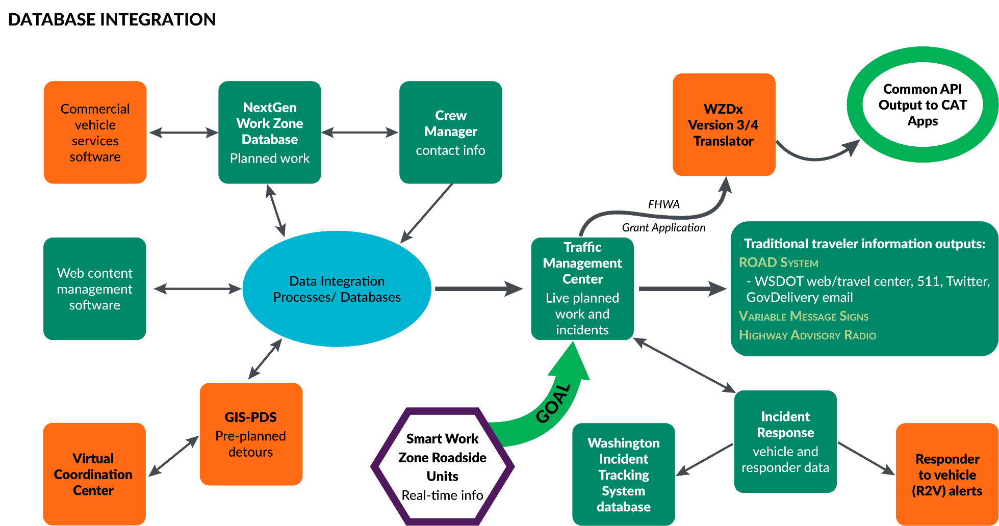 DATABASE INTEGRATION
Commercial
vehicle
services
software
NextGen
Work Zone
Database
Planned work
Crew
Manager
contact info
WZDx
Version 3/4
Translator
Common API
Output to CAT
Apps
FHWA
Grant Application
Web content
management
software
Data Integration
Processes/ Databases
Traffic
Management
Center
Live planned
work and
incidents
Traditional traveler information outputs:
ROAD SYSTEM
- WSDOT web/travel center, 511, Twitter,
GovDelivery email
VARIABLE MESSAGE SIGNS
HIGHWAY ADVISORY RADIO
GIS-PDS
Pre-planned
detours
Virtual
Coordination
Center
GOAL
Smart Work
Zone Roadside
Units
Real-time info
Washington
Incident
Tracking
System
database
Incident
Response
vehicle and
responder data
Responder
to vehicle
(R2V) alerts